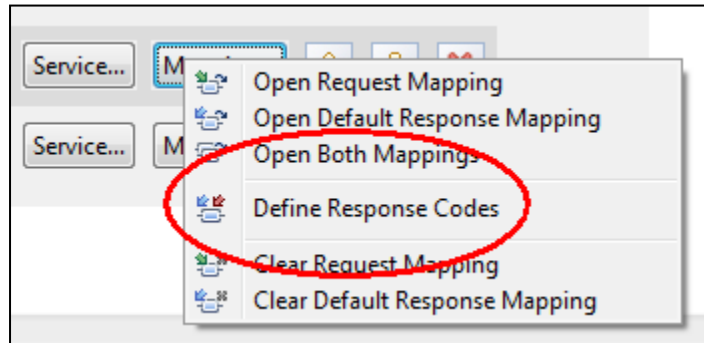 Service...
Open Request Mapping
Open Default Response Mapping
Service...
Open Both Mappings
Define Response Codes
Clear Request Mapping
Clear Default Response Mapping